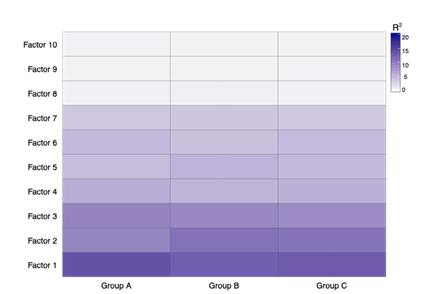 R²
20
15
10
5
0
Factor 10
Factor 9
Factor 8
Factor 7
Factor 6
Factor 5
Factor 4
Factor 3
Factor 2
Factor 1
Group A Group B Group C